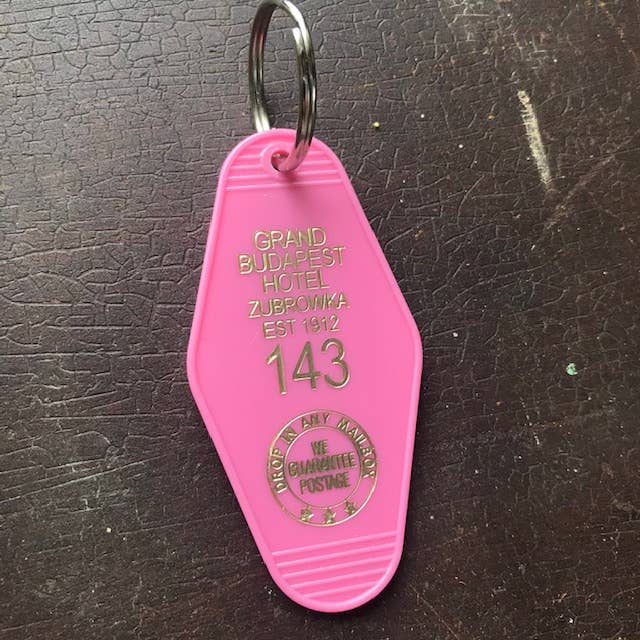 GRAND
BUDAPEST
HOTEL
ZUBROWKA
EST 1912
143
DROP IN ANY MAILBOX
WE
GUARANTEE
POSTAGE